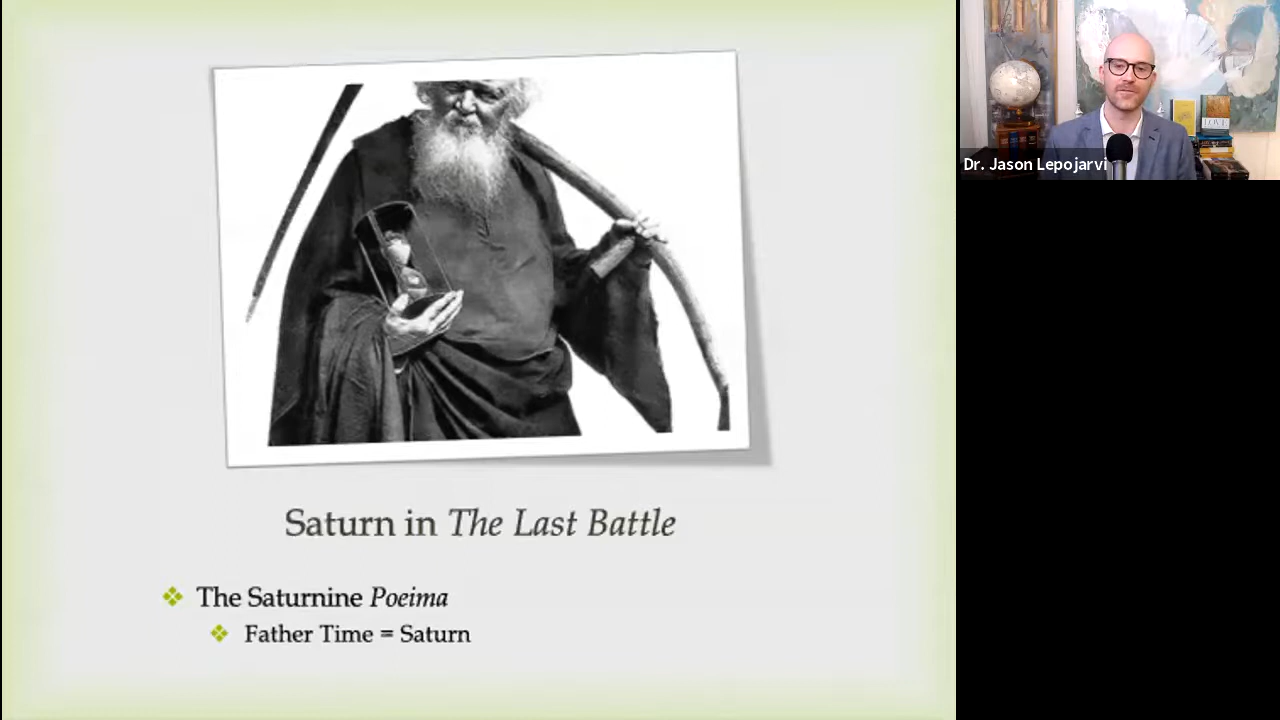 Dr. Jason Lepojarvi
Saturn in The Last Battle
The Saturnine Poeima
Father Time = Saturn